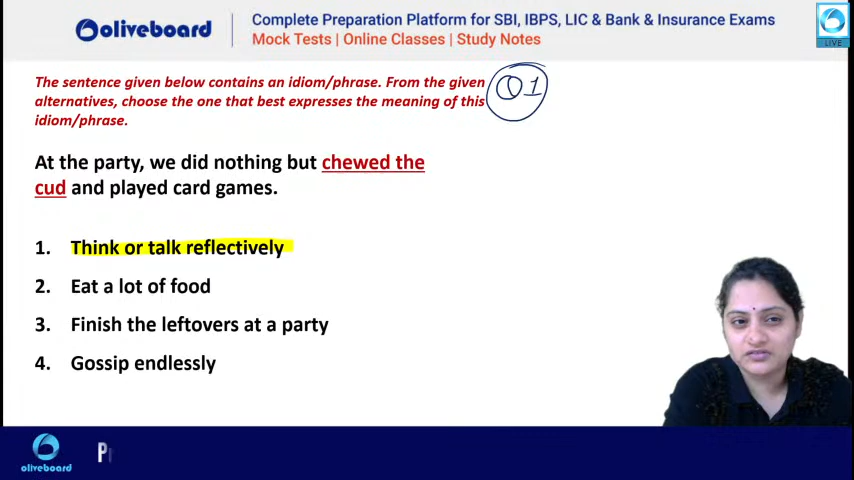 oliveboard
Complete Preparation Platform for SBI, IBPS, LIC & Bank & Insurance Exams
Mock Tests | Online Classes | Study Notes
LIVE
The sentence given below contains an idiom/phrase. From the given
alternatives, choose the one that best expresses the meaning of this
idiom/phrase.
Q1
At the party, we did nothing but chewed the
cud and played card games.
1. Think or talk reflectively
2. Eat a lot of food
3. Finish the leftovers at a party
4. Gossip endlessly
oliveboard
Pr